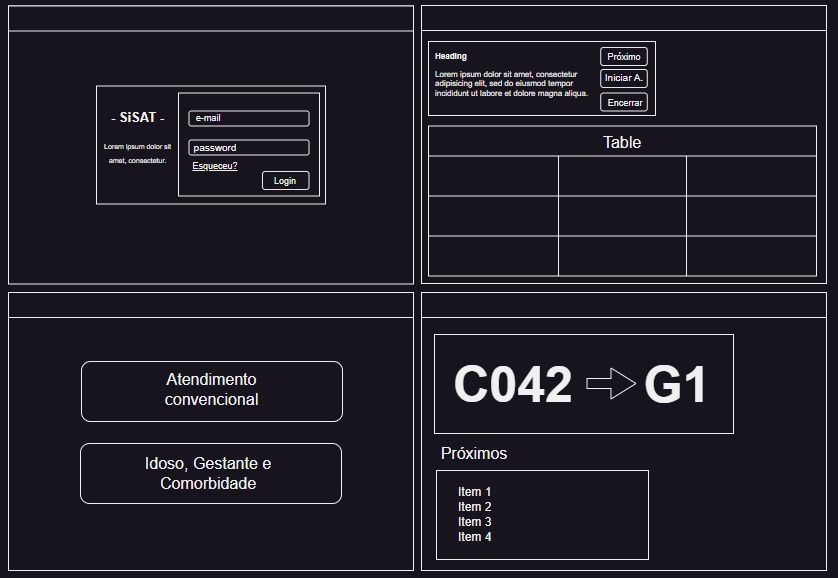 - SiSAT -
Lorem ipsum dolor sit
amet, consectetur.
e-mail
password
Esqueceu?
Login
Heading
Lorem ipsum dolor sit amet, consectetur
adipisicing elit, sed do eiusmod tempor
incididunt ut labore et dolore magna aliqua.
Próximo
Iniciar A.
Encerrar
Table
Atendimento
convencional
Idoso, Gestante e
Comorbidade
C042 G1
Próximos
Item 1
Item 2
Item 3
Item 4